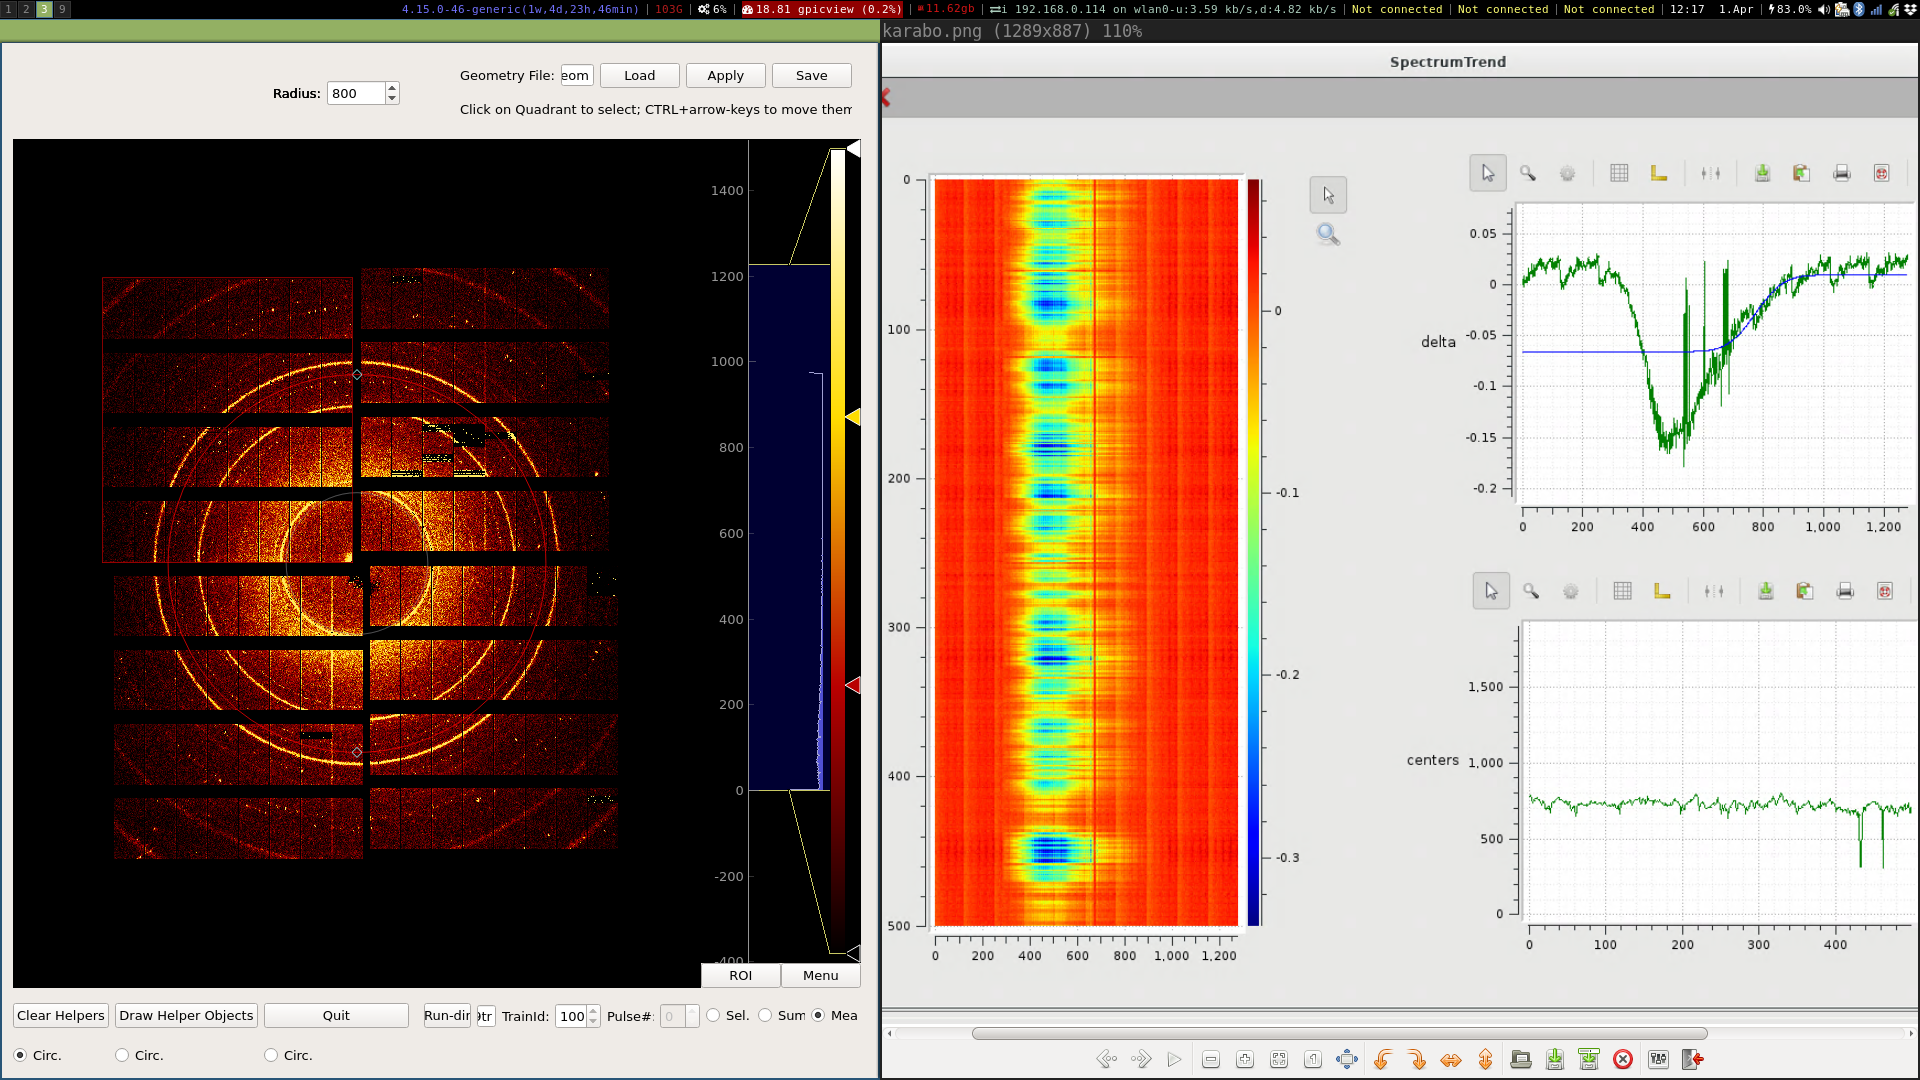 1 2 3 9 4.15.0-46-generic(1w,4d,23h,46min) | 103G | 6% | 18.81 gpicview (0.2%) | 11.62gb | i 192.168.0.114 on wlan0-u:3.59 kb/s,d:4.82 kb/s | Not connected | Not connected | Not connected | Not connected | 12:17 1.Apr | 83.0%
karabo.png (1289x887) 110%
SpectrumTrend
Geometry File: eom Load Apply Save
Radius: 800
Click on Quadrant to select; CTRL+arrow-keys to move them
1400
1200
1000
800
600
400
200
0
-200
-400
ROI Menu
Clear Helpers Draw Helper Objects Quit Run-dir 9tr TrainId: 100 Pulse#: 0 Sel. Sum Mea
Circ. Circ. Circ.
0
100
200
300
400
500
0 200 400 600 800 1,000 1,200
0
-0.1
-0.2
-0.3
delta
0.05
0
-0.05
-0.1
-0.15
-0.2
0 200 400 600 800 1,000 1,200
centers
1,500
1,000
500
0
0 100 200 300 400